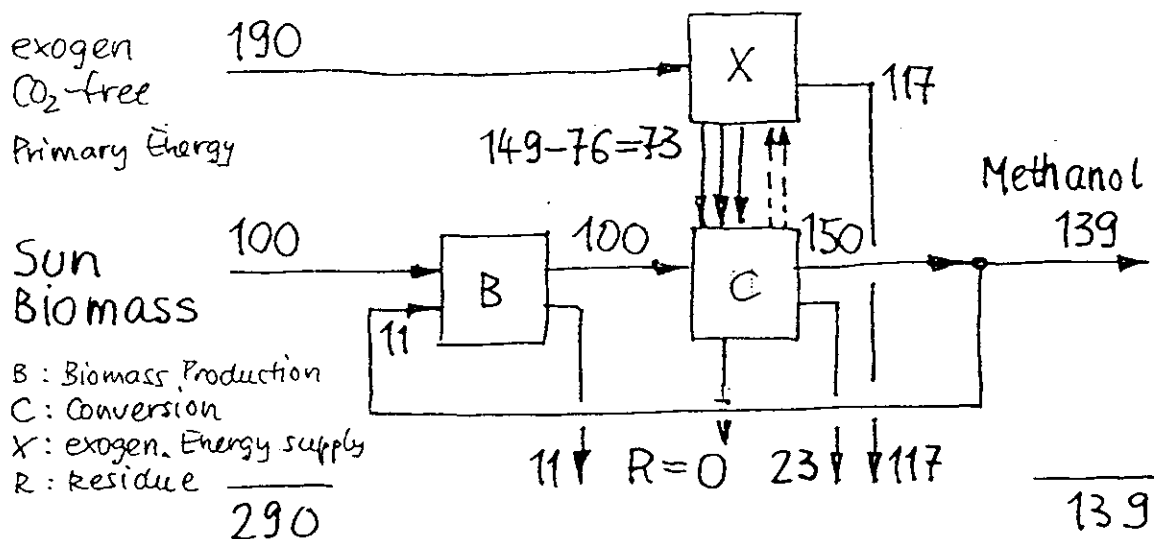 exogen 190
CO₂-free
Primary Energy
X
117
149-76=73
Methanol
139
Sun 100
Biomass
B
100
C
150
11
B : Biomass Production
C : Conversion
X : exogen. Energy supply
R : Residue
11
R = 0
23
117
290
139